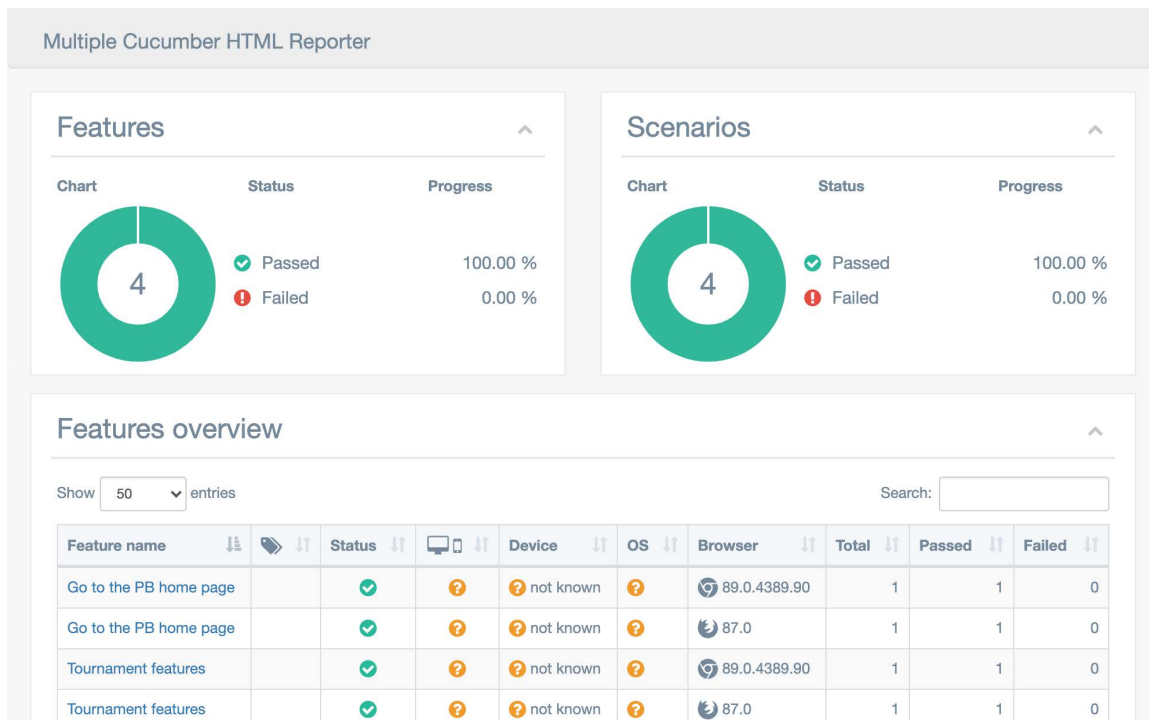 Multiple Cucumber HTML Reporter
Features
Chart Status Progress
4
Passed 100.00 %
Failed 0.00 %
Scenarios
Chart Status Progress
4
Passed 100.00 %
Failed 0.00 %
Features overview
Show 50 entries Search:
Feature name Status Device OS Browser Total Passed Failed
Go to the PB home page not known 89.0.4389.90 1 1 0
Go to the PB home page not known 87.0 1 1 0
Tournament features not known 89.0.4389.90 1 1 0
Tournament features not known 87.0 1 1 0